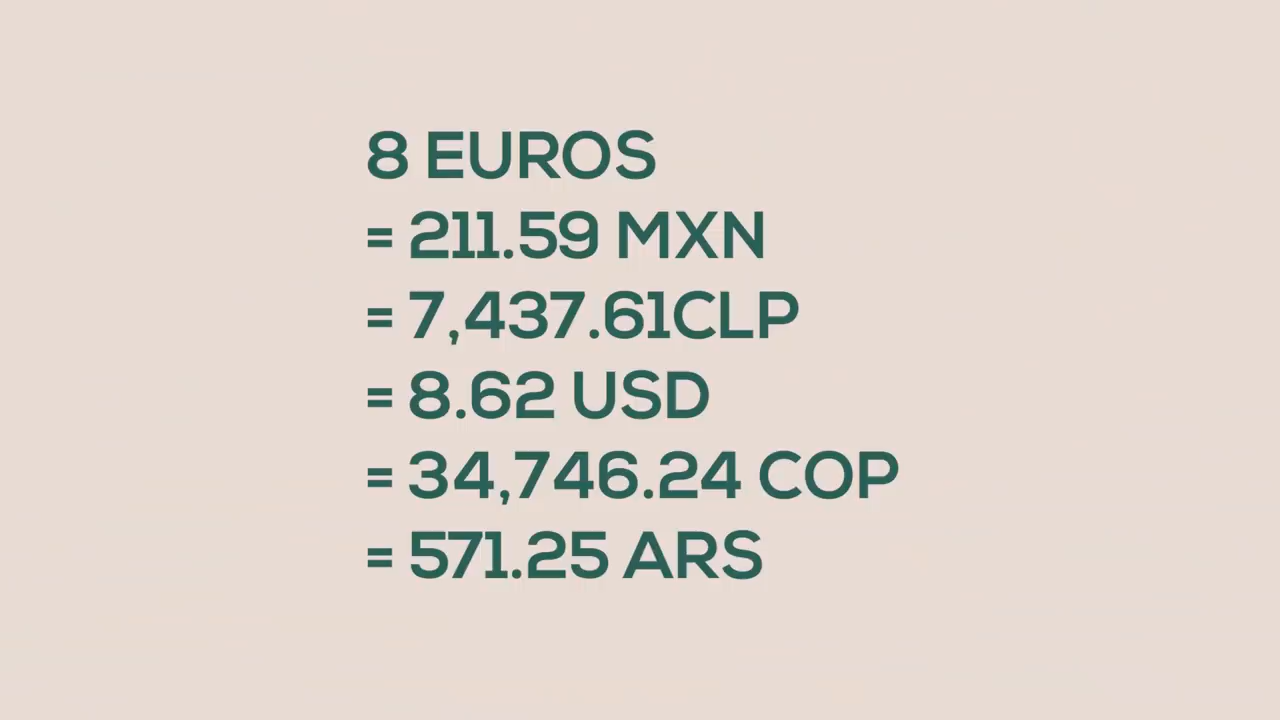 8 EUROS
= 211.59 MXN
= 7,437.61CLP
= 8.62 USD
= 34,746.24 COP
= 571.25 ARS